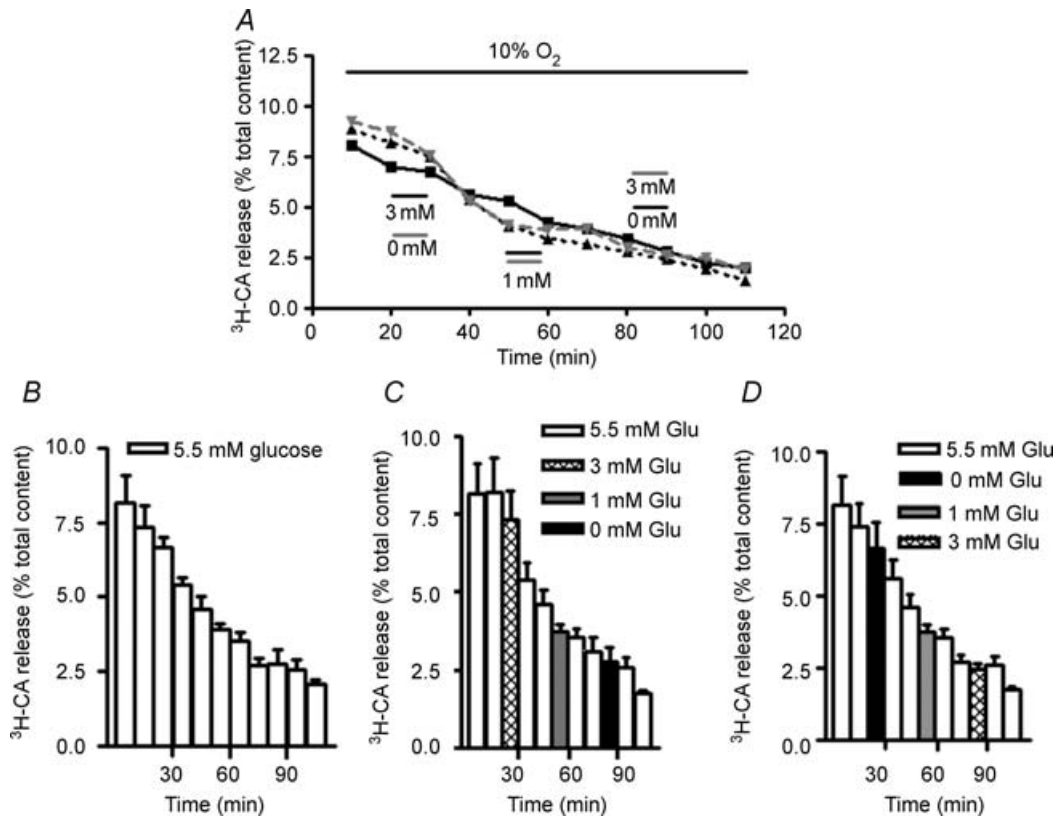 A
10% O₂
³H-CA release (% total content)
12.5
10.0
7.5
5.0
2.5
0.0
3 mM
0 mM
1 mM
3 mM
0 mM
0 20 40 60 80 100 120
Time (min)
B
5.5 mM glucose
³H-CA release (% total content)
10.0
7.5
5.0
2.5
0.0
30 60 90
Time (min)
C
5.5 mM Glu
3 mM Glu
1 mM Glu
0 mM Glu
³H-CA release (% total content)
10.0
7.5
5.0
2.5
0.0
30 60 90
Time (min)
D
5.5 mM Glu
0 mM Glu
1 mM Glu
3 mM Glu
³H-CA release (% total content)
10.0
7.5
5.0
2.5
0.0
30 60 90
Time (min)